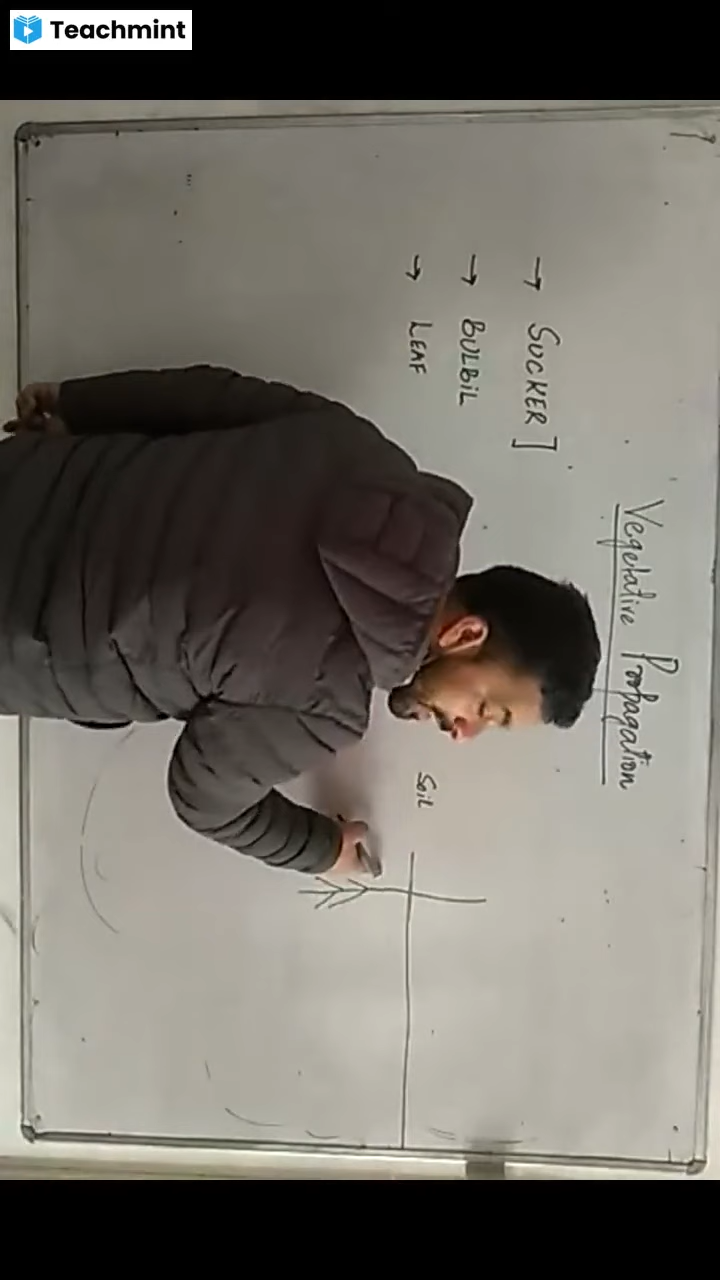 Teachmint
Vegetative Propagation
→ SUCKER ]
→ BULBIL
→ LEAF
Soil